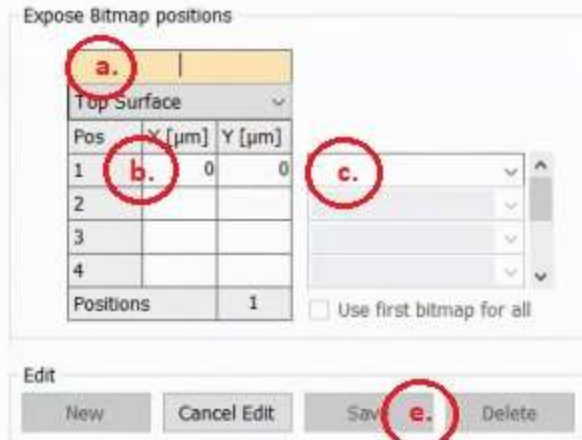 Expose Bitmap positions
a.
Top Surface
Pos X [µm] Y [µm]
1 b. 0 0 c.
2
3
4
Positions 1
Use first bitmap for all
Edit
New Cancel Edit Save e. Delete